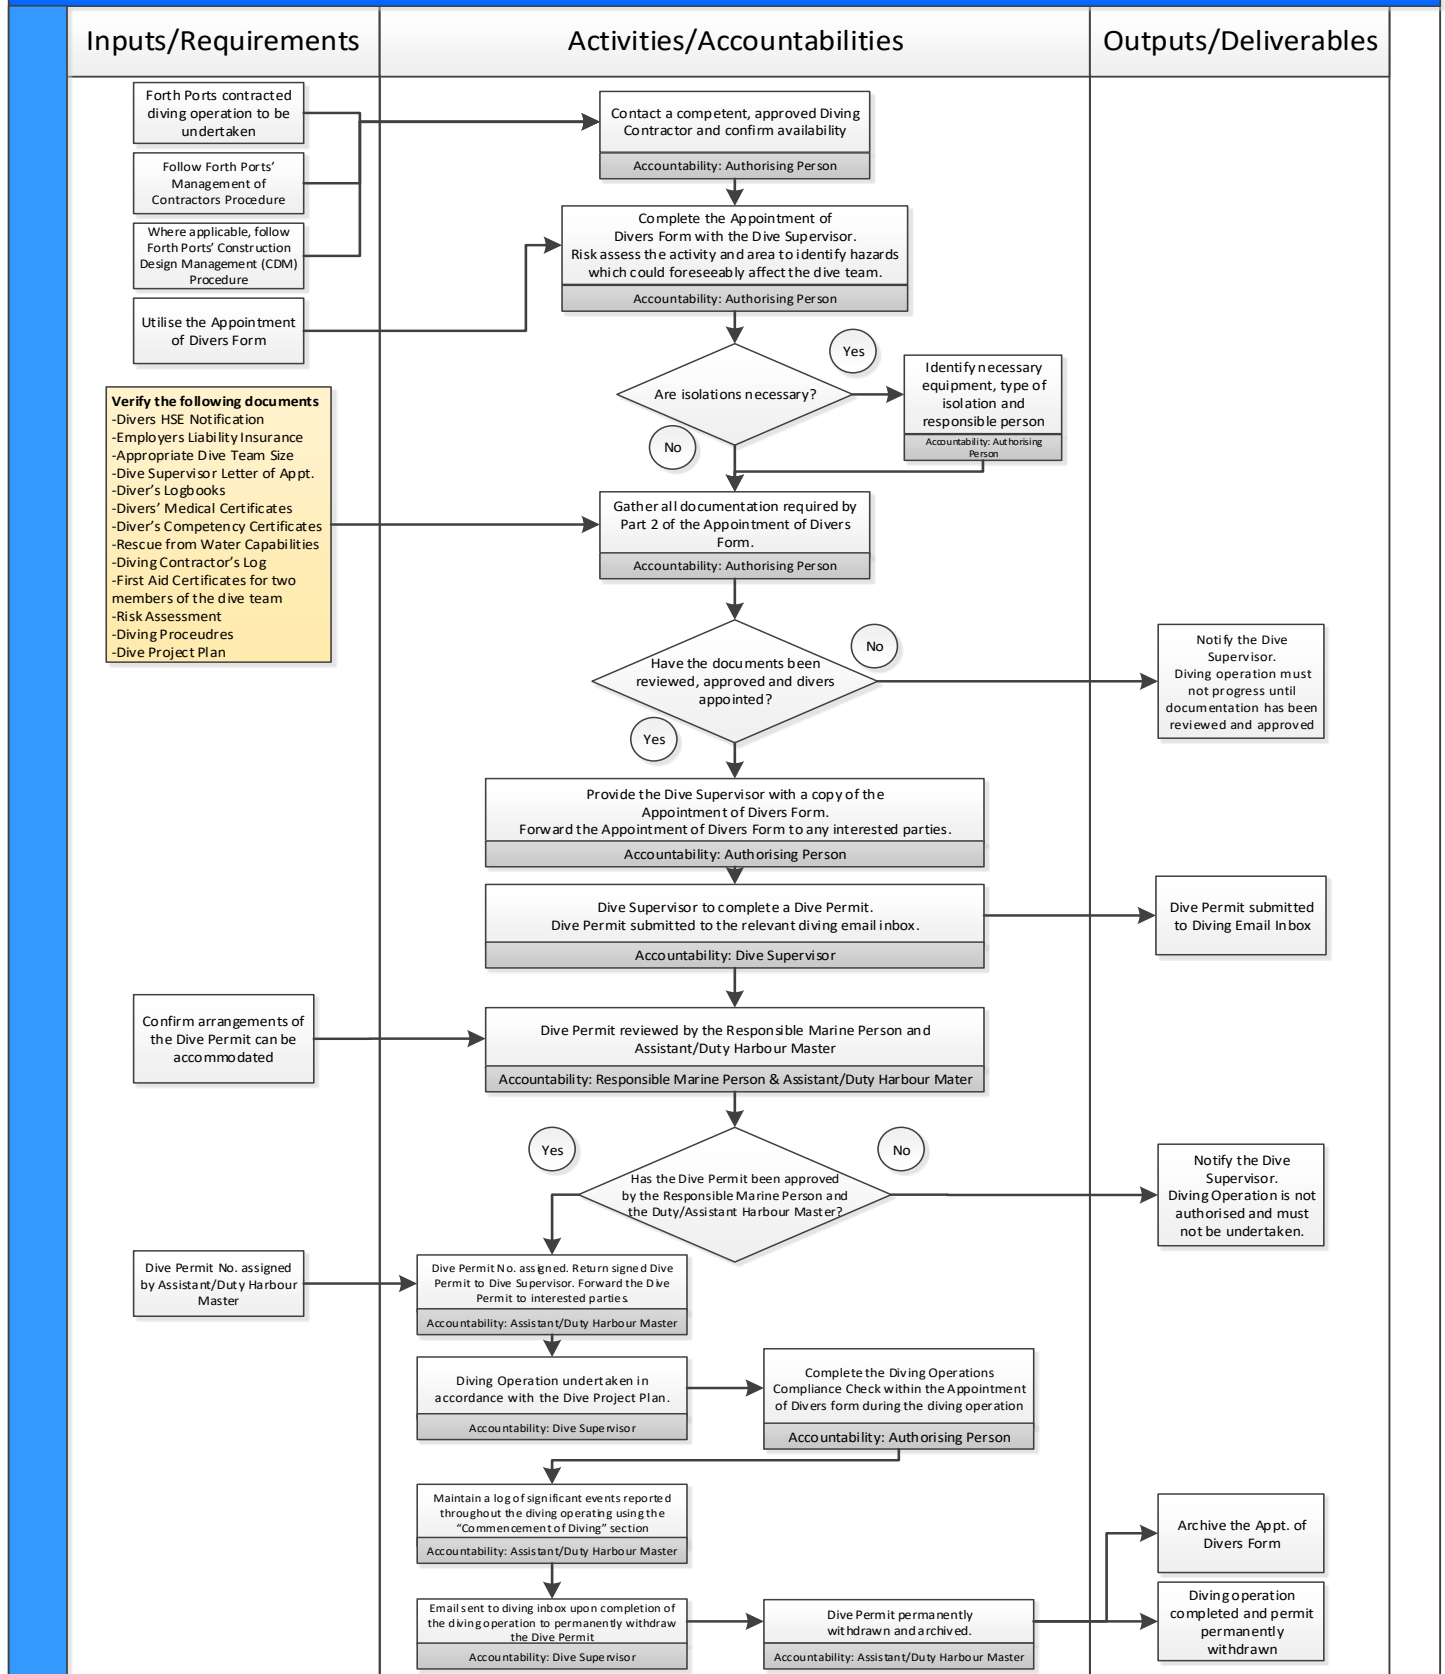 Inputs/Requirements
Activities/Accountabilities
Outputs/Deliverables
Forth Ports contracted
diving operation to be
undertaken
Follow Forth Ports'
Management of
Contractors Procedure
Where applicable, follow
Forth Ports' Construction
Design Management (CDM)
Procedure
Utilise the Appointment
of Divers Form
Contact a competent, approved Diving
Contractor and confirm availability
Accountability: Authorising Person
Complete the Appointment of
Divers Form with the Dive Supervisor.
Risk assess the activity and area to identify hazards
which could foreseeably affect the dive team.
Accountability: Authorising Person
Are isolations necessary?
Yes
No
Identify necessary
equipment, type of
isolation and
responsible person
Accountability: Authorising
Person
Verify the following documents
-Divers HSE Notification
-Employers Liability Insurance
-Appropriate Dive Team Size
-Dive Supervisor Letter of Appt.
-Diver's Logbooks
-Divers' Medical Certificates
-Diver's Competency Certificates
-Rescue from Water Capabilities
-Diving Contractor's Log
-First Aid Certificates for two
members of the dive team
-Risk Assessment
-Diving Proceudres
-Dive Project Plan
Gather all documentation required by
Part 2 of the Appointment of Divers
Form.
Accountability: Authorising Person
Have the documents been
reviewed, approved and divers
appointed?
No
Yes
Notify the Dive
Supervisor.
Diving operation must
not progress until
documentation has been
reviewed and approved
Provide the Dive Supervisor with a copy of the
Appointment of Divers Form.
Forward the Appointment of Divers Form to any interested parties.
Accountability: Authorising Person
Dive Supervisor to complete a Dive Permit.
Dive Permit submitted to the relevant diving email inbox.
Accountability: Dive Supervisor
Dive Permit submitted
to Diving Email Inbox
Confirm arrangements of
the Dive Permit can be
accommodated
Dive Permit reviewed by the Responsible Marine Person and
Assistant/Duty Harbour Master
Accountability: Responsible Marine Person & Assistant/Duty Harbour Mater
Yes
No
Has the Dive Permit been approved
by the Responsible Marine Person and
the Duty/Assistant Harbour Master?
Notify the Dive
Supervisor.
Diving Operation is not
authorised and must
not be undertaken.
Dive Permit No. assigned
by Assistant/Duty Harbour
Master
Dive Permit No. assigned. Return signed Dive
Permit to Dive Supervisor. Forward the Dive
Permit to interested parties.
Accountability: Assistant/Duty Harbour Master
Diving Operation undertaken in
accordance with the Dive Project Plan.
Accountability: Dive Supervisor
Complete the Diving Operations
Compliance Check within the Appointment
of Divers form during the diving operation
Accountability: Authorising Person
Maintain a log of significant events reported
throughout the diving operating using the
"Commencement of Diving" section
Accountability: Assistant/Duty Harbour Master
Email sent to diving inbox upon completion of
the diving operation to permanently withdraw
the Dive Permit
Accountability: Dive Supervisor
Dive Permit permanently
withdrawn and archived.
Accountability: Assistant/Duty Harbour Master
Archive the Appt. of
Divers Form
Diving operation
completed and permit
permanently
withdrawn